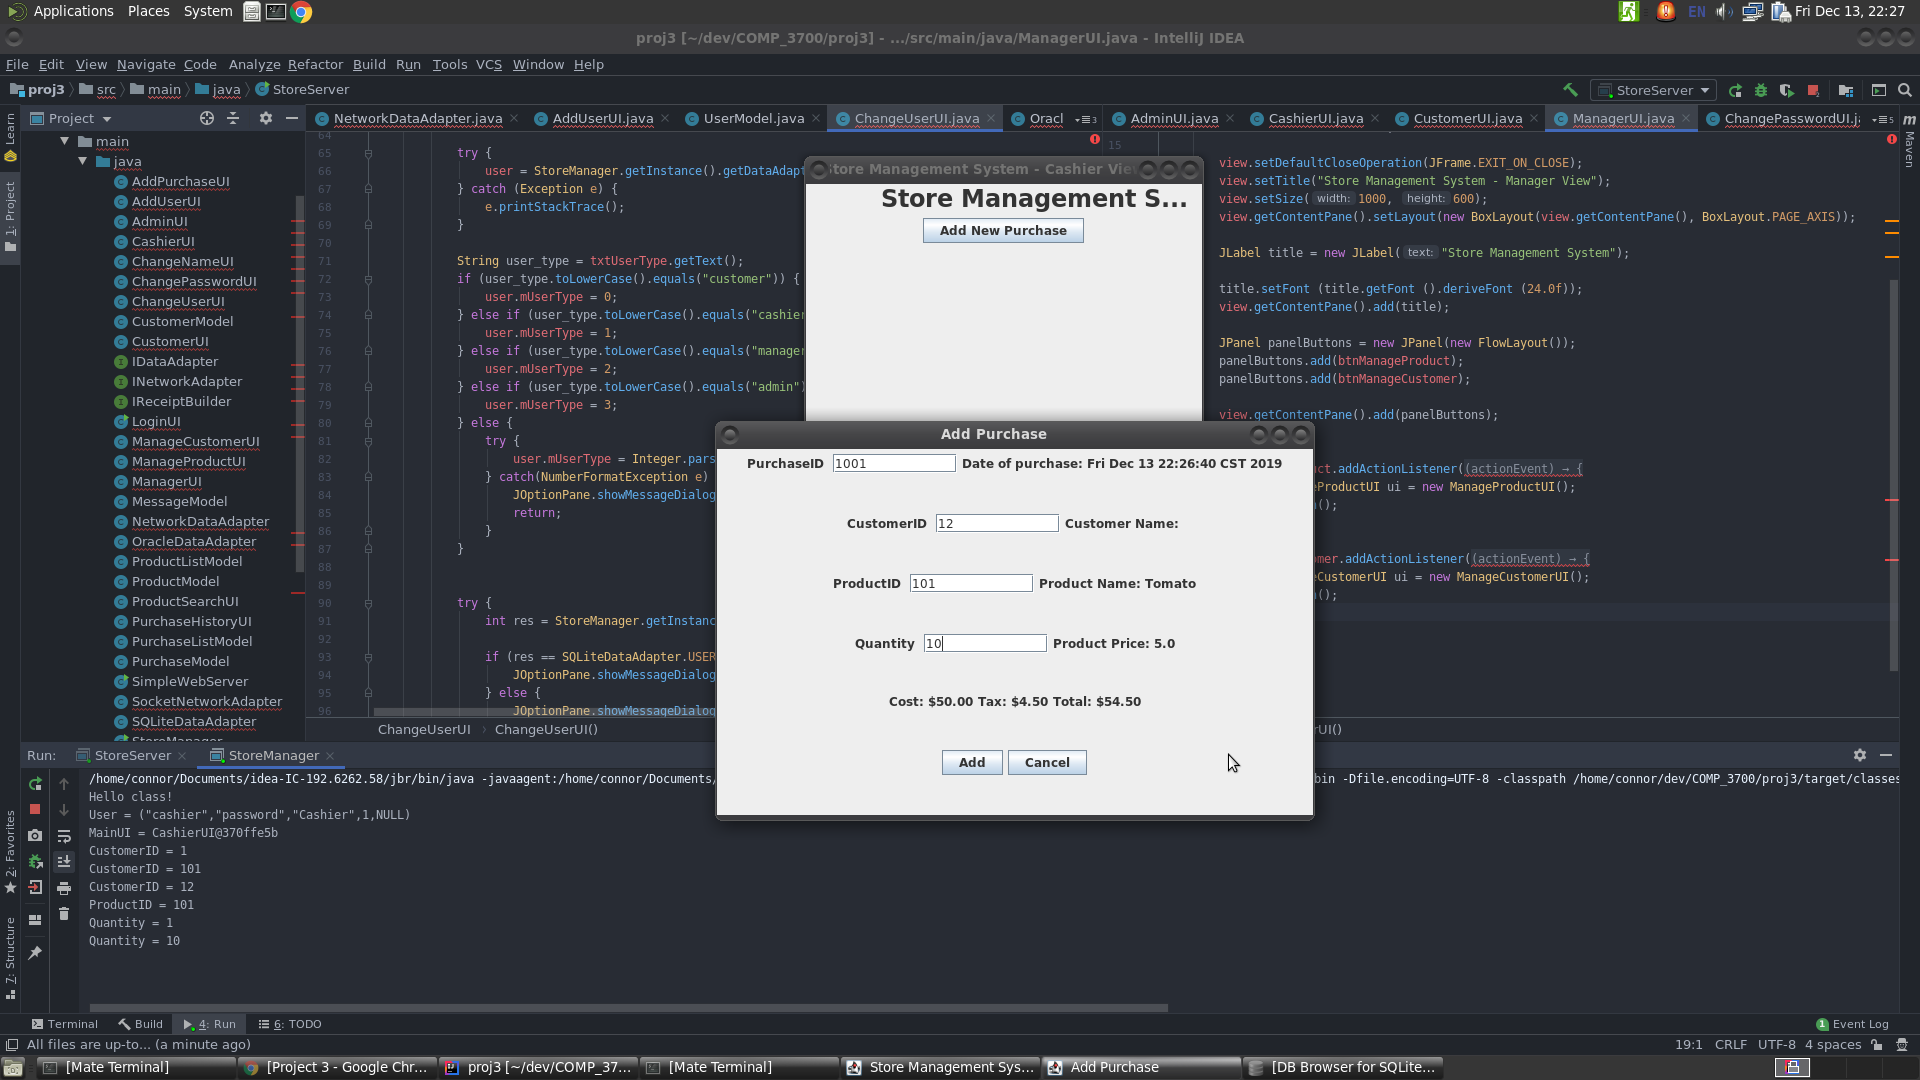 Applications Places System
EN Fri Dec 13, 22:27
proj3 [~/dev/COMP_3700/proj3] - .../src/main/java/ManagerUI.java - IntelliJ IDEA
File Edit View Navigate Code Analyze Refactor Build Run Tools VCS Window Help
proj3 src main java StoreServer
StoreServer
Learn
1: Project
Project
main
java
AddPurchaseUI
AddUserUI
AdminUI
CashierUI
ChangeNameUI
ChangePasswordUI
ChangeUserUI
CustomerModel
CustomerUI
IDataAdapter
INetworkAdapter
IReceiptBuilder
LoginUI
ManageCustomerUI
ManageProductUI
ManagerUI
MessageModel
NetworkDataAdapter
OracleDataAdapter
ProductListModel
ProductModel
ProductSearchUI
PurchaseHistoryUI
PurchaseListModel
PurchaseModel
SimpleWebServer
SocketNetworkAdapter
SQLiteDataAdapter
NetworkDataAdapter.java AddUserUI.java UserModel.java ChangeUserUI.java Oracl 3
64
65 try {
66 user = StoreManager.getInstance().getDataAdapt
67 } catch (Exception e) {
68 e.printStackTrace();
69 }
70
71 String user_type = txtUserType.getText();
72 if (user_type.toLowerCase().equals("customer")) {
73 user.mUserType = 0;
74 } else if (user_type.toLowerCase().equals("cashier
75 user.mUserType = 1;
76 } else if (user_type.toLowerCase().equals("manager
77 user.mUserType = 2;
78 } else if (user_type.toLowerCase().equals("admin")
79 user.mUserType = 3;
80 } else {
81 try {
82 user.mUserType = Integer.pars
83 } catch(NumberFormatException e)
84 JOptionPane.showMessageDialog
85 return;
86 }
87 }
88
89
90 try {
91 int res = StoreManager.getInstanc
92
93 if (res == SQLiteDataAdapter.USER
94 JOptionPane.showMessageDialog
95 } else {
96 JOptionPane.showMessageDialog
ChangeUserUI ChangeUserUI()
AdminUI.java CashierUI.java CustomerUI.java ManagerUI.java ChangePasswordUI.j 5
Maven
15
view.setDefaultCloseOperation(JFrame.EXIT_ON_CLOSE);
view.setTitle("Store Management System - Manager View");
view.setSize( width: 1000, height: 600);
view.getContentPane().setLayout(new BoxLayout(view.getContentPane(), BoxLayout.PAGE_AXIS));
JLabel title = new JLabel( text: "Store Management System");
title.setFont (title.getFont ().deriveFont (24.0f));
view.getContentPane().add(title);
JPanel panelButtons = new JPanel(new FlowLayout());
panelButtons.add(btnManageProduct);
panelButtons.add(btnManageCustomer);
view.getContentPane().add(panelButtons);
ct.addActionListener((actionEvent) → {
ProductUI ui = new ManageProductUI();
();
mer.addActionListener((actionEvent) → {
CustomerUI ui = new ManageCustomerUI();
();
UI()
Store Management System - Cashier Vie
Store Management S...
Add New Purchase
Add Purchase
PurchaseID 1001 Date of purchase: Fri Dec 13 22:26:40 CST 2019
CustomerID 12 Customer Name:
ProductID 101 Product Name: Tomato
Quantity 10 Product Price: 5.0
Cost: $50.00 Tax: $4.50 Total: $54.50
Add Cancel
Run: StoreServer StoreManager
2: Favorites
7: Structure
/home/connor/Documents/idea-IC-192.6262.58/jbr/bin/java -javaagent:/home/connor/Documents/
bin -Dfile.encoding=UTF-8 -classpath /home/connor/dev/COMP_3700/proj3/target/classes
Hello class!
User = ("cashier","password","Cashier",1,NULL)
MainUI = CashierUI@370ffe5b
CustomerID = 1
CustomerID = 101
CustomerID = 12
ProductID = 101
Quantity = 1
Quantity = 10
Terminal Build 4: Run 6: TODO 1 Event Log
All files are up-to... (a minute ago) 19:1 CRLF UTF-8 4 spaces
[Mate Terminal] [Project 3 - Google Chr... proj3 [~/dev/COMP_37... [Mate Terminal] Store Management Sys... Add Purchase [DB Browser for SQLite...